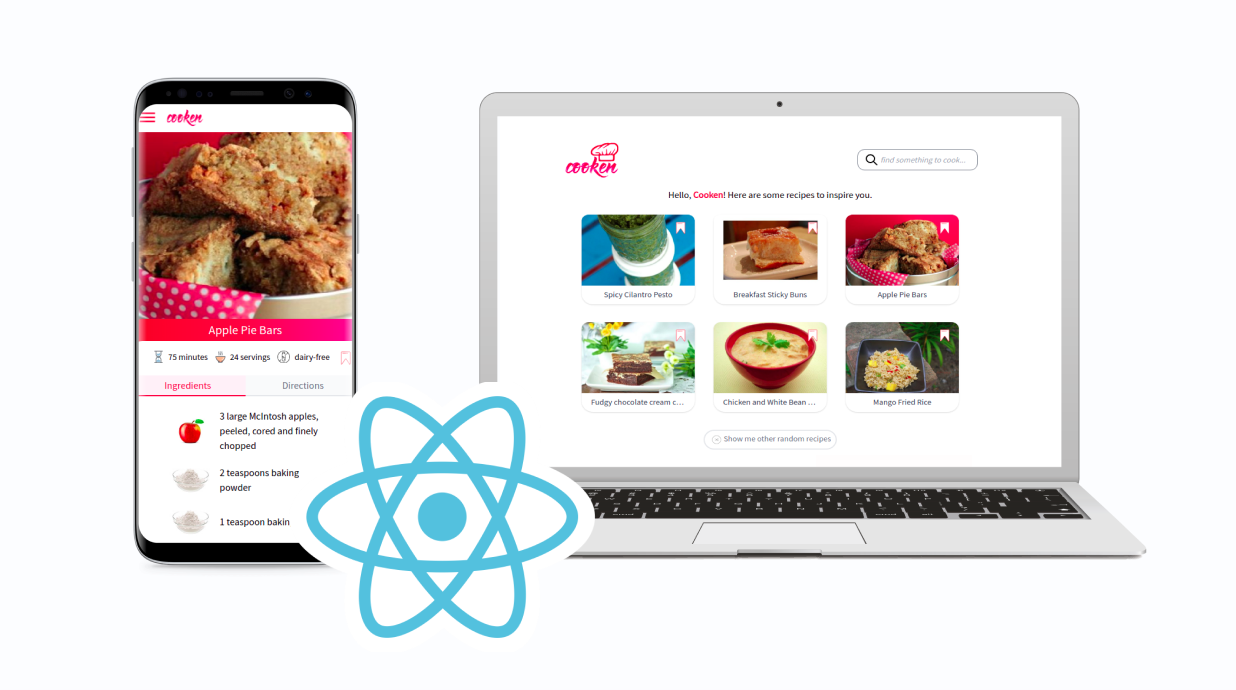 cooken
Apple Pie Bars
75 minutes
24 servings
dairy-free
Ingredients
Directions
3 large McIntosh apples,
peeled, cored and finely
chopped
2 teaspoons baking
powder
1 teaspoon bakin
cooken
find something to cook...
Hello, Cooken! Here are some recipes to inspire you.
Spicy Cilantro Pesto
Breakfast Sticky Buns
Apple Pie Bars
Fudgy chocolate cream c...
Chicken and White Bean ...
Mango Fried Rice
Show me other random recipes